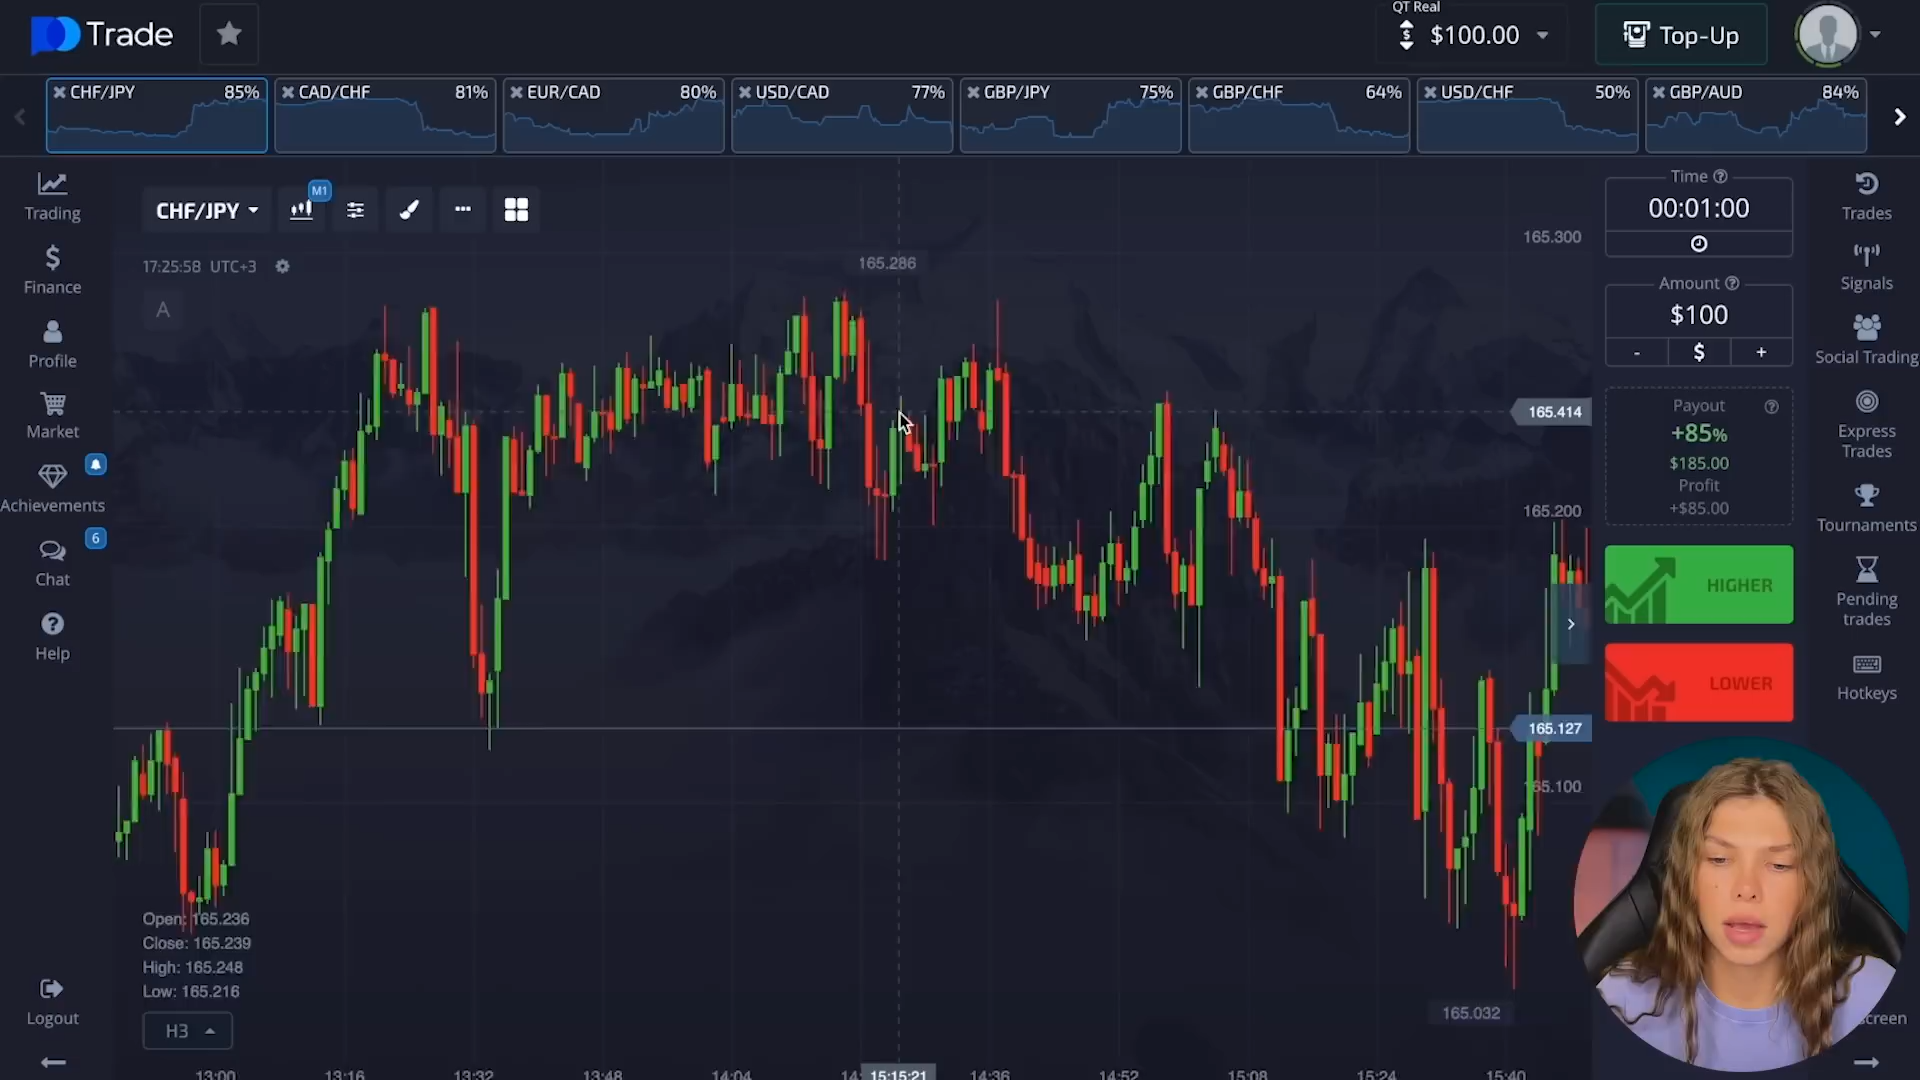 Trade
QT Real
$100.00
Top-Up
CHF/JPY 85%
CAD/CHF 81%
EUR/CAD 80%
USD/CAD 77%
GBP/JPY 75%
GBP/CHF 64%
USD/CHF 50%
GBP/AUD 84%
Trading
Finance
Profile
Market
Achievements
6
Chat
Help
Logout
CHF/JPY
M1
17:25:58 UTC+3
A
165.286
165.300
165.414
165.200
165.127
165.100
165.032
Open: 165.236
Close: 165.239
High: 165.248
Low: 165.216
H3
13:00 13:16 13:32 13:48 14:04 15:15:21 14:36 14:52 15:08 15:24 15:40
Time
00:01:00
Amount
$100
- $ +
Payout
+85%
$185.00
Profit
+$85.00
HIGHER
LOWER
Trades
Signals
Social Trading
Express
Trades
Tournaments
Pending
trades
Hotkeys
screen